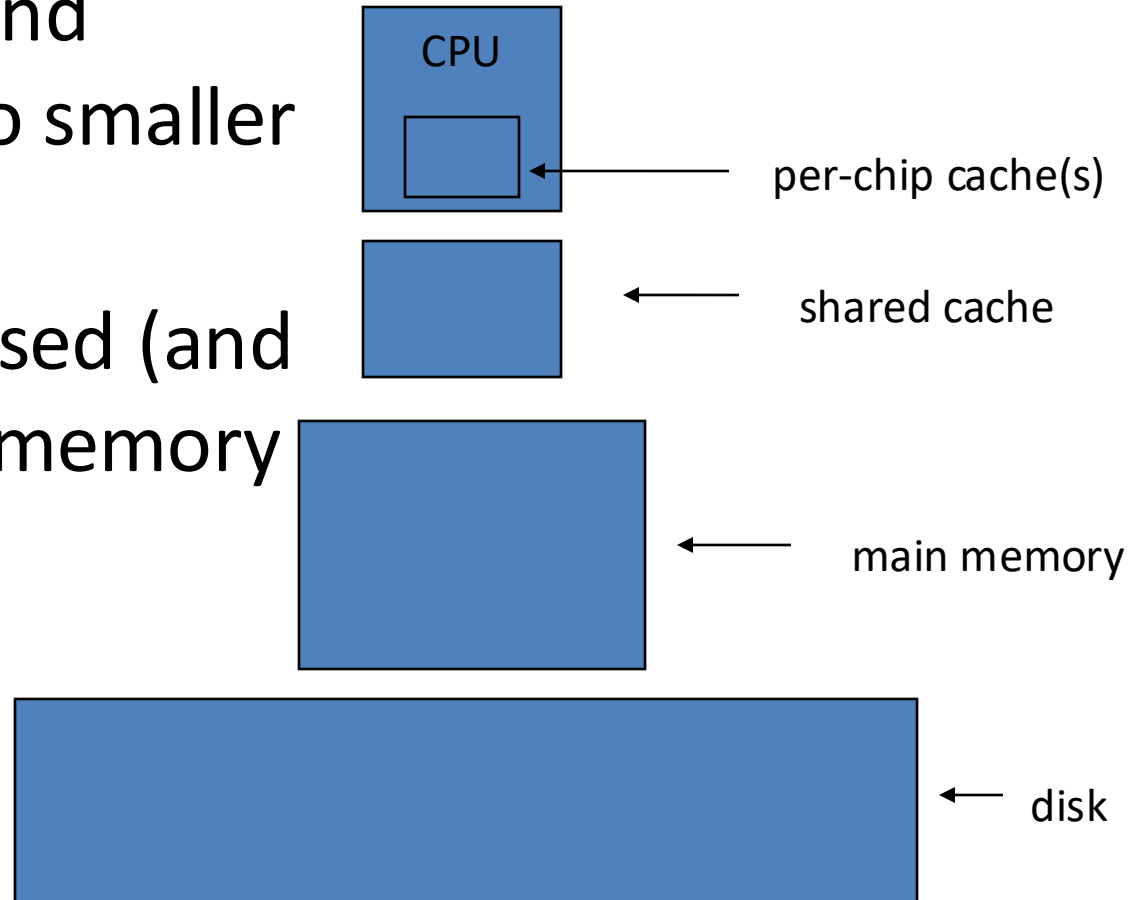 nd
o smaller
sed (and
memory
CPU
per-chip cache(s)
shared cache
main memory
disk